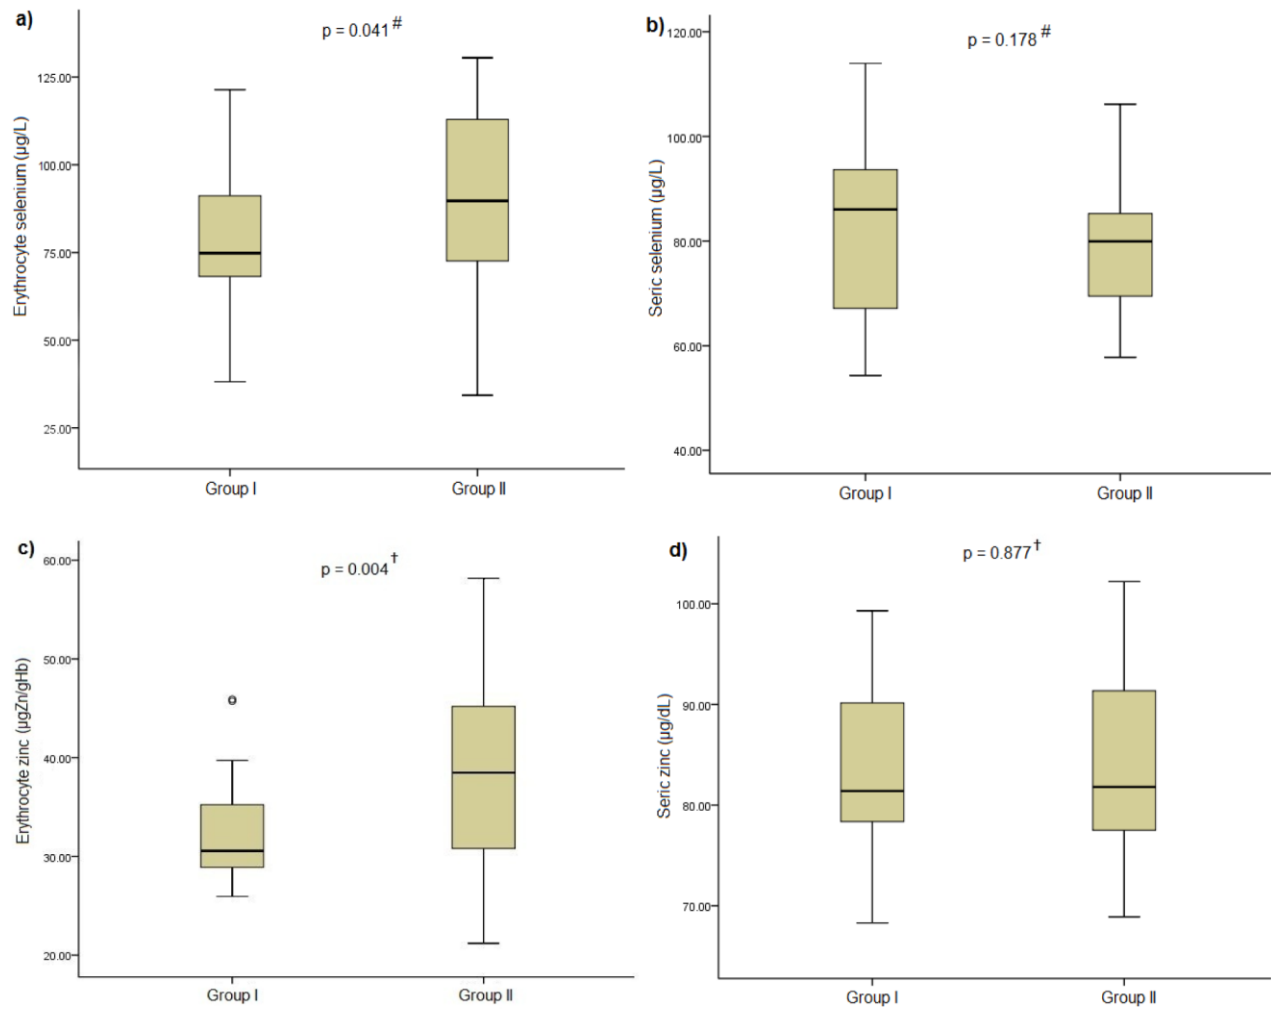 a)
p = 0.041 #
Erythrocyte selenium (µg/L)
125.00
100.00
75.00
50.00
25.00
Group I
Group II
b)
p = 0.178 #
Seric selenium (µg/L)
120.00
100.00
80.00
60.00
40.00
Group I
Group II
c)
p = 0.004 †
Erythrocyte zinc (µgZn/gHb)
60.00
50.00
40.00
30.00
20.00
Group I
Group II
d)
p = 0.877 †
Seric zinc (µg/dL)
100.00
90.00
80.00
70.00
Group I
Group II